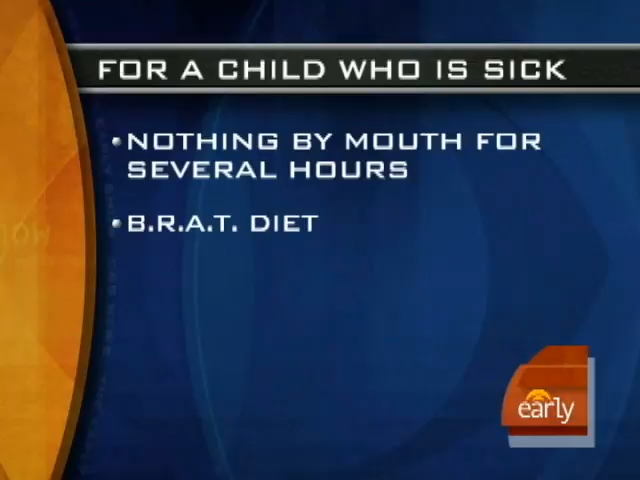 FOR A CHILD WHO IS SICK
•NOTHING BY MOUTH FOR
SEVERAL HOURS
•B.R.A.T. DIET
early